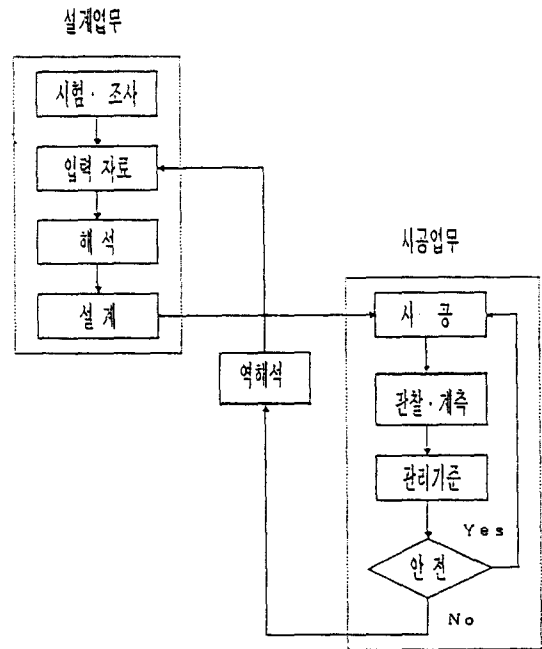 설계업무
시험 · 조사
입력 자료
해 석
설 계
시공업무
시 · 공
역해석
관찰 · 계측
관리기준
Yes
안 전
No